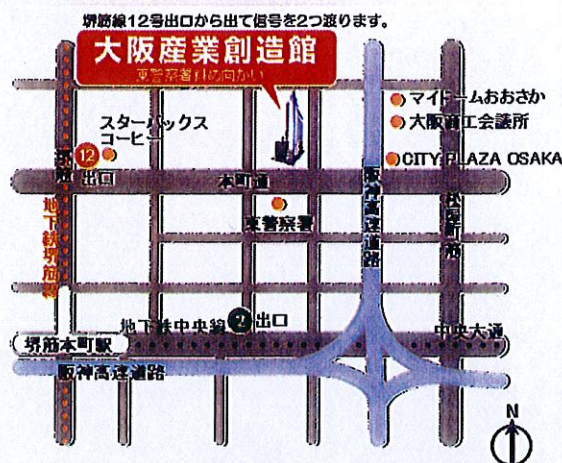 堺筋線12号出口から出て信号を2つ渡ります。
大阪産業創造館
東警察署斜め向かい
マイドームおおさか
大阪商工会議所
スターバックス
コーヒー
堺筋
12
出口
CITY PLAZA OSAKA
本町通
阪神高速道路
松屋町筋
東警察署
地下鉄堺筋線
地下鉄中央線
2
出口
中央大通
堺筋本町駅
阪神高速道路
N